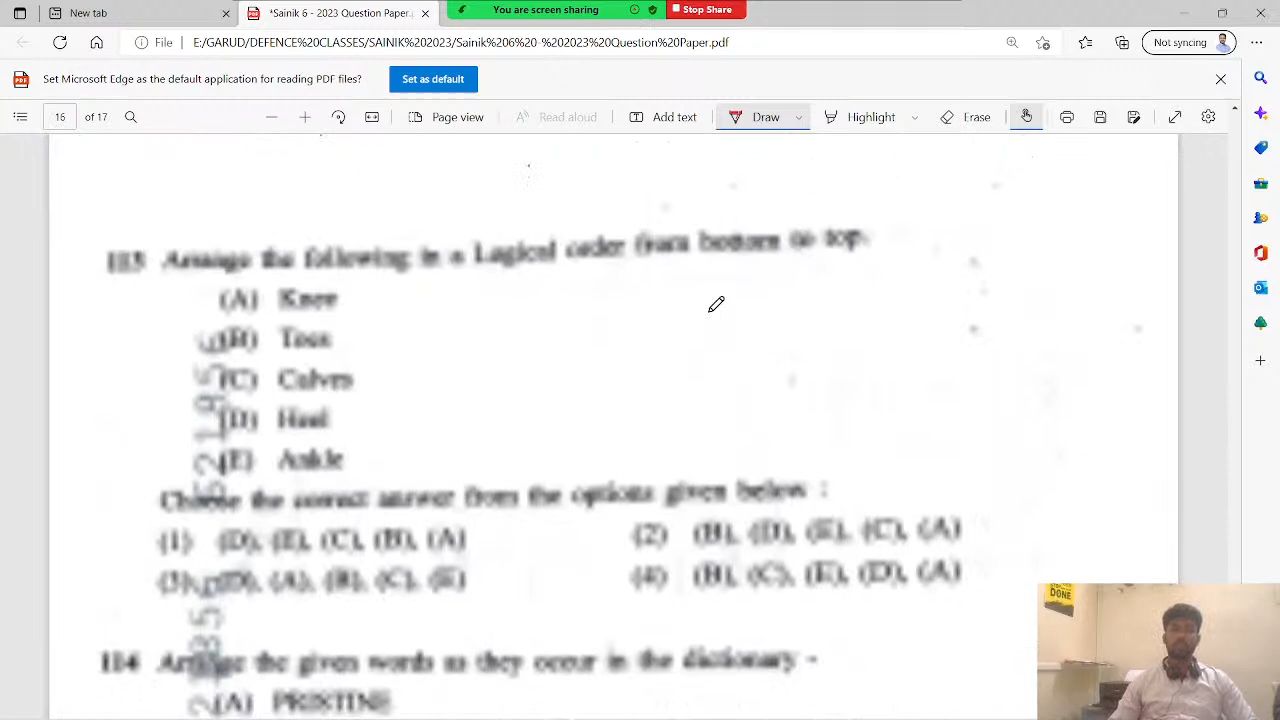 New tab
*Sainik 6 - 2023 Question Paper.
You are screen sharing
Stop Share
File
E:/GARUD/DEFENCE%20CLASSES/SAINIK%202023/Sainik%206%20-%202023%20Question%20Paper.pdf
Not syncing
Set Microsoft Edge as the default application for reading PDF files?
Set as default
16 of 17
Page view
Read aloud
Add text
Draw
Highlight
Erase
113 Arrange the following in a Logical order from bottom to top.
(A) Knee
(B) Toes
(C) Calves
(D) Heel
(E) Ankle
Choose the correct answer from the options given below :
(1) (D), (E), (C), (B), (A)
(2) (B), (D), (E), (C), (A)
(3) (D), (A), (B), (C), (E)
(4) (B), (C), (E), (D), (A)
114 Arrange the given words as they occur in the dictionary -
(A) PRISTINE
DONE